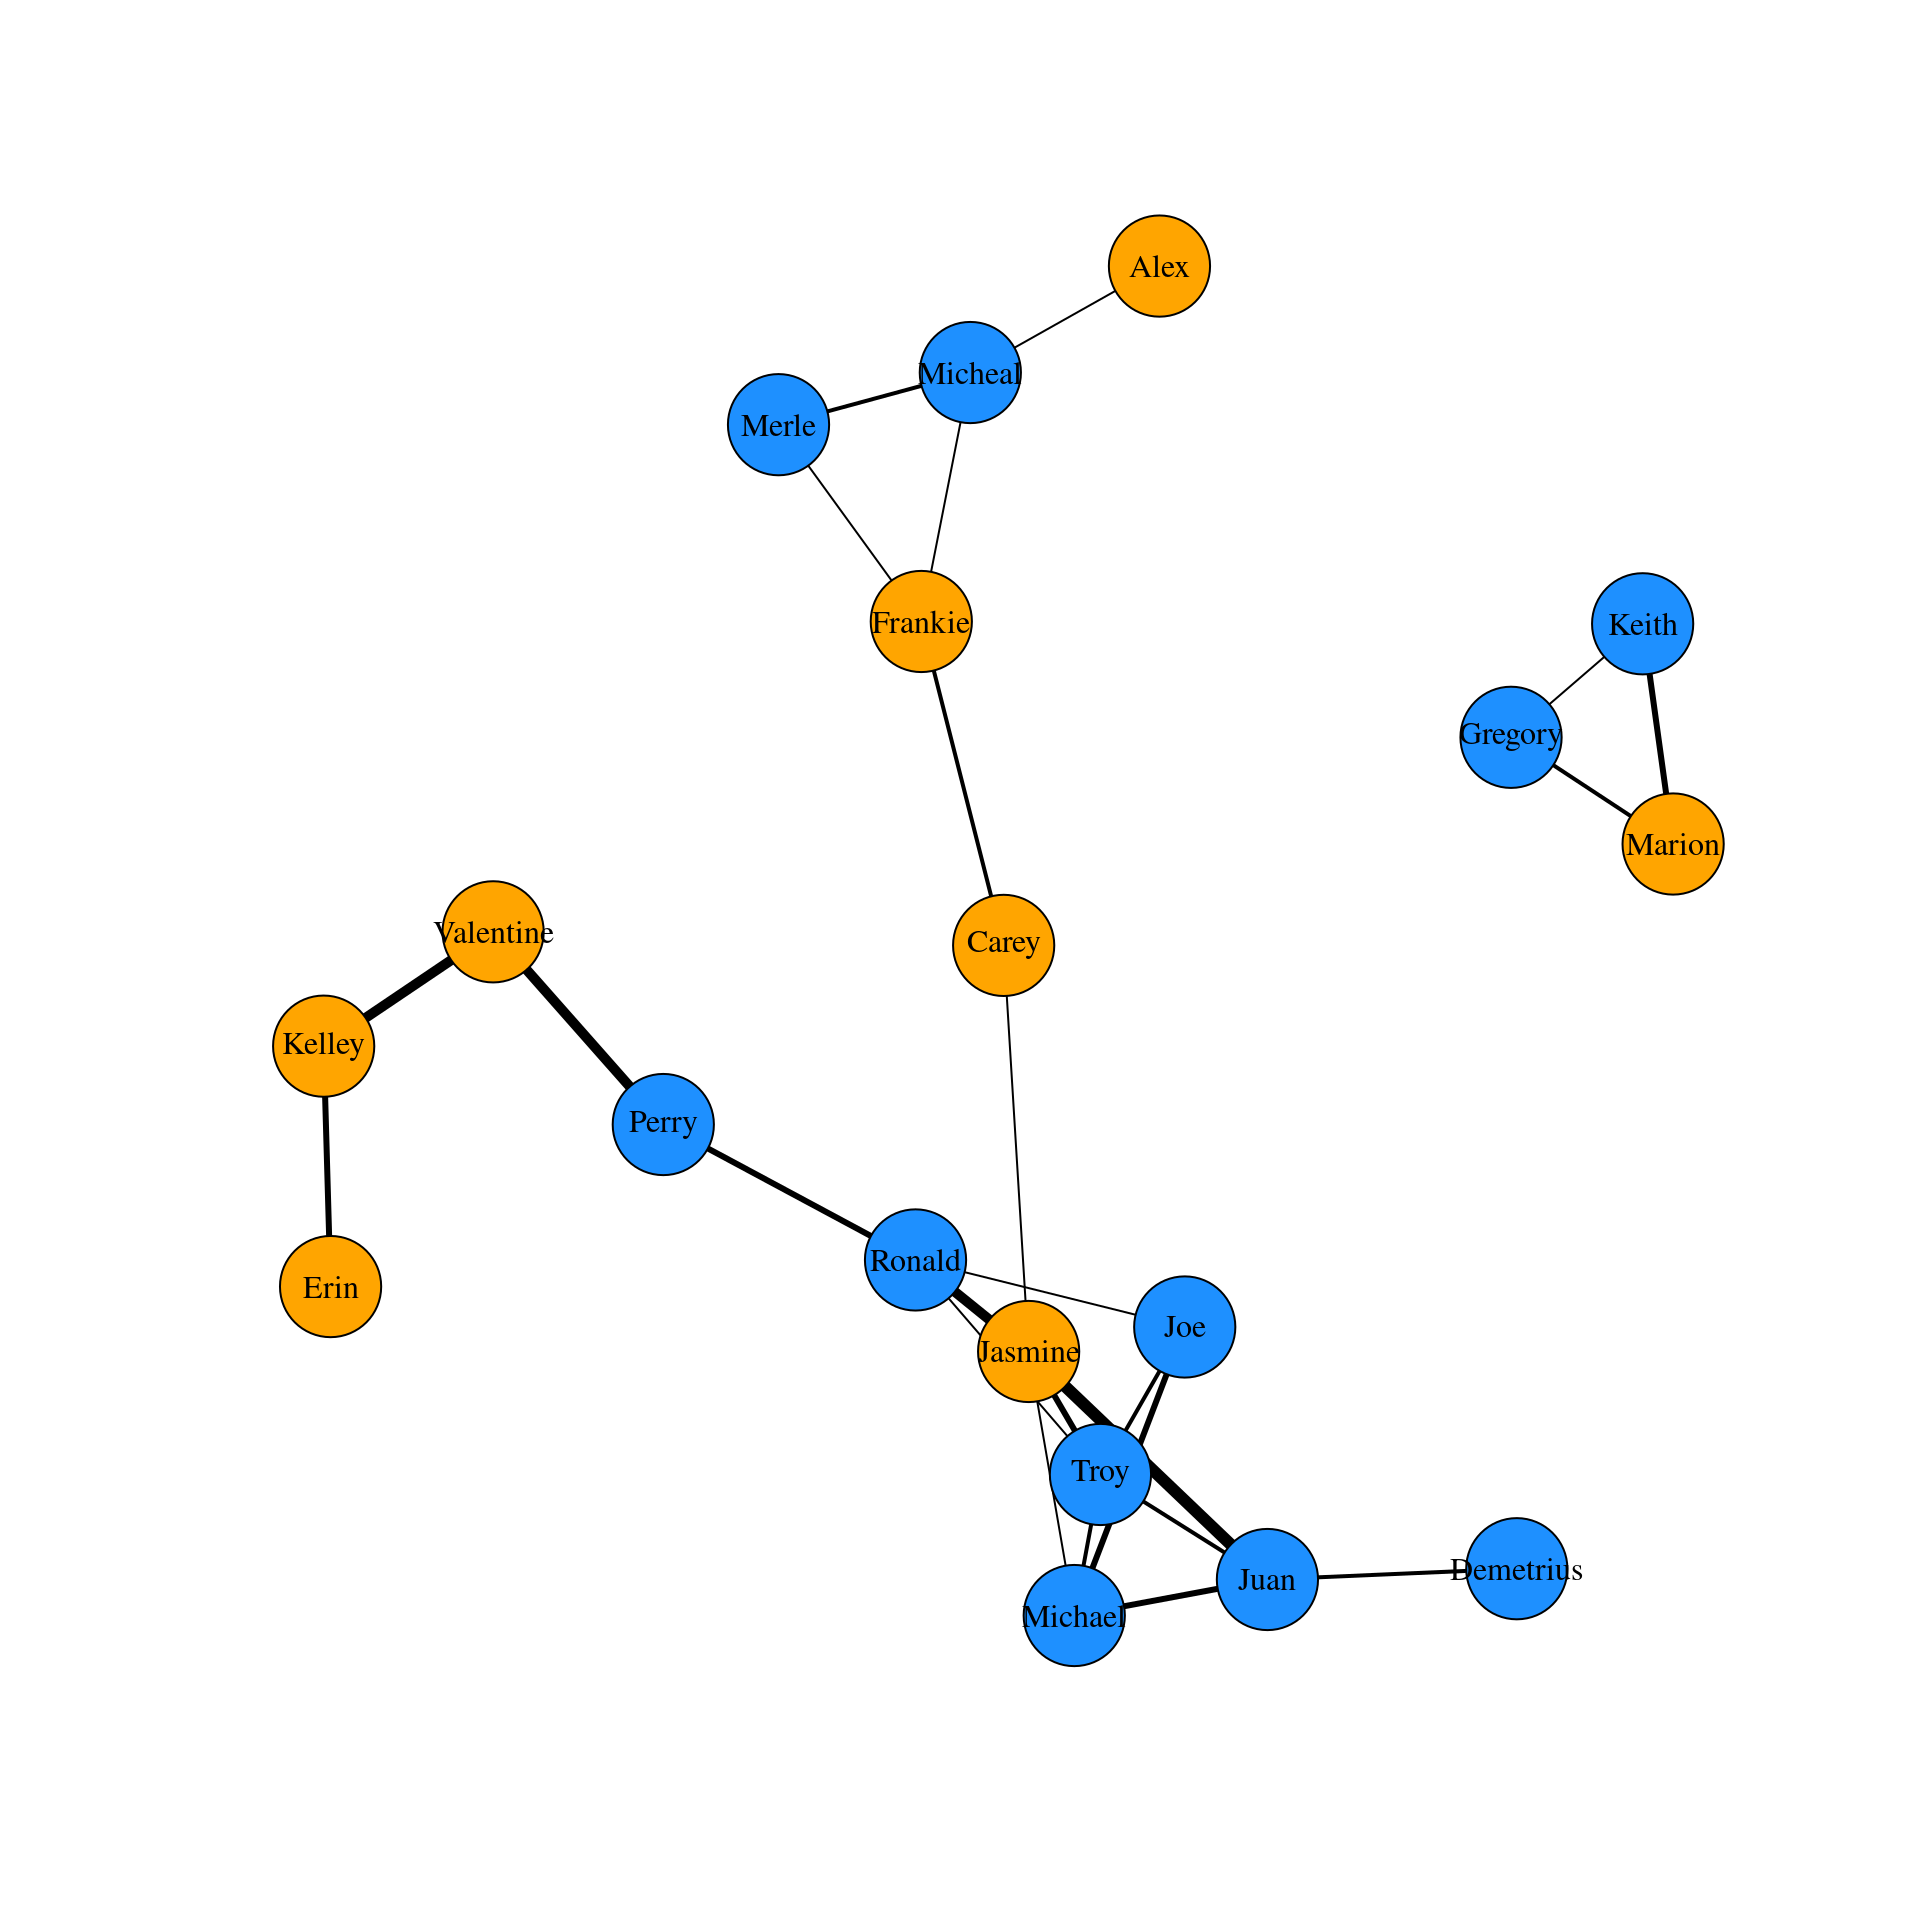 Alex
Micheal
Merle
Frankie
Keith
Gregory
Marion
Valentine
Carey
Kelley
Perry
Ronald
Erin
Joe
Jasmine
Troy
Demetrius
Juan
Michael